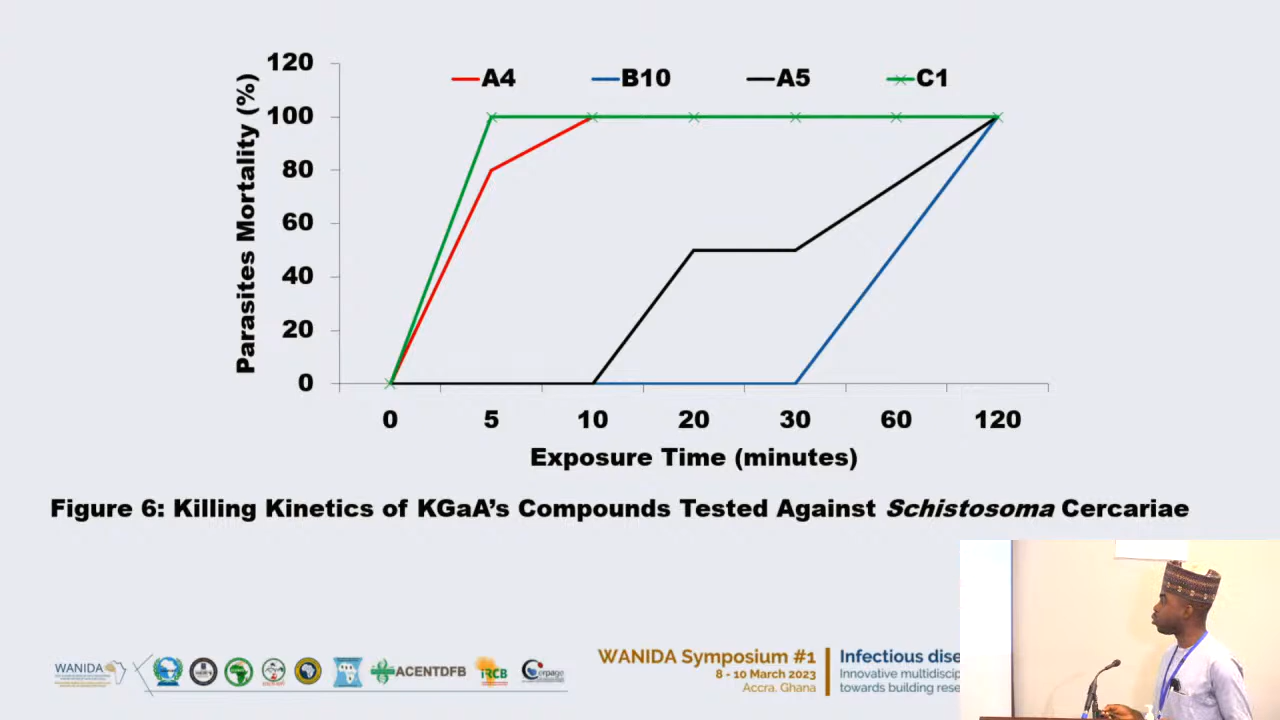 120
A4
B10
A5
C1
100
80
60
40
20
0
Parasites Mortality (%)
0 5 10 20 30 60 120
Exposure Time (minutes)
Figure 6: Killing Kinetics of KGaA's Compounds Tested Against Schistosoma Cercariae
WANIDA
ACENTDFB
IRCB
Cerpage
WANIDA Symposium #1
8 - 10 March 2023
Accra, Ghana
Infectious dise
Innovative multidiscip
towards building rese